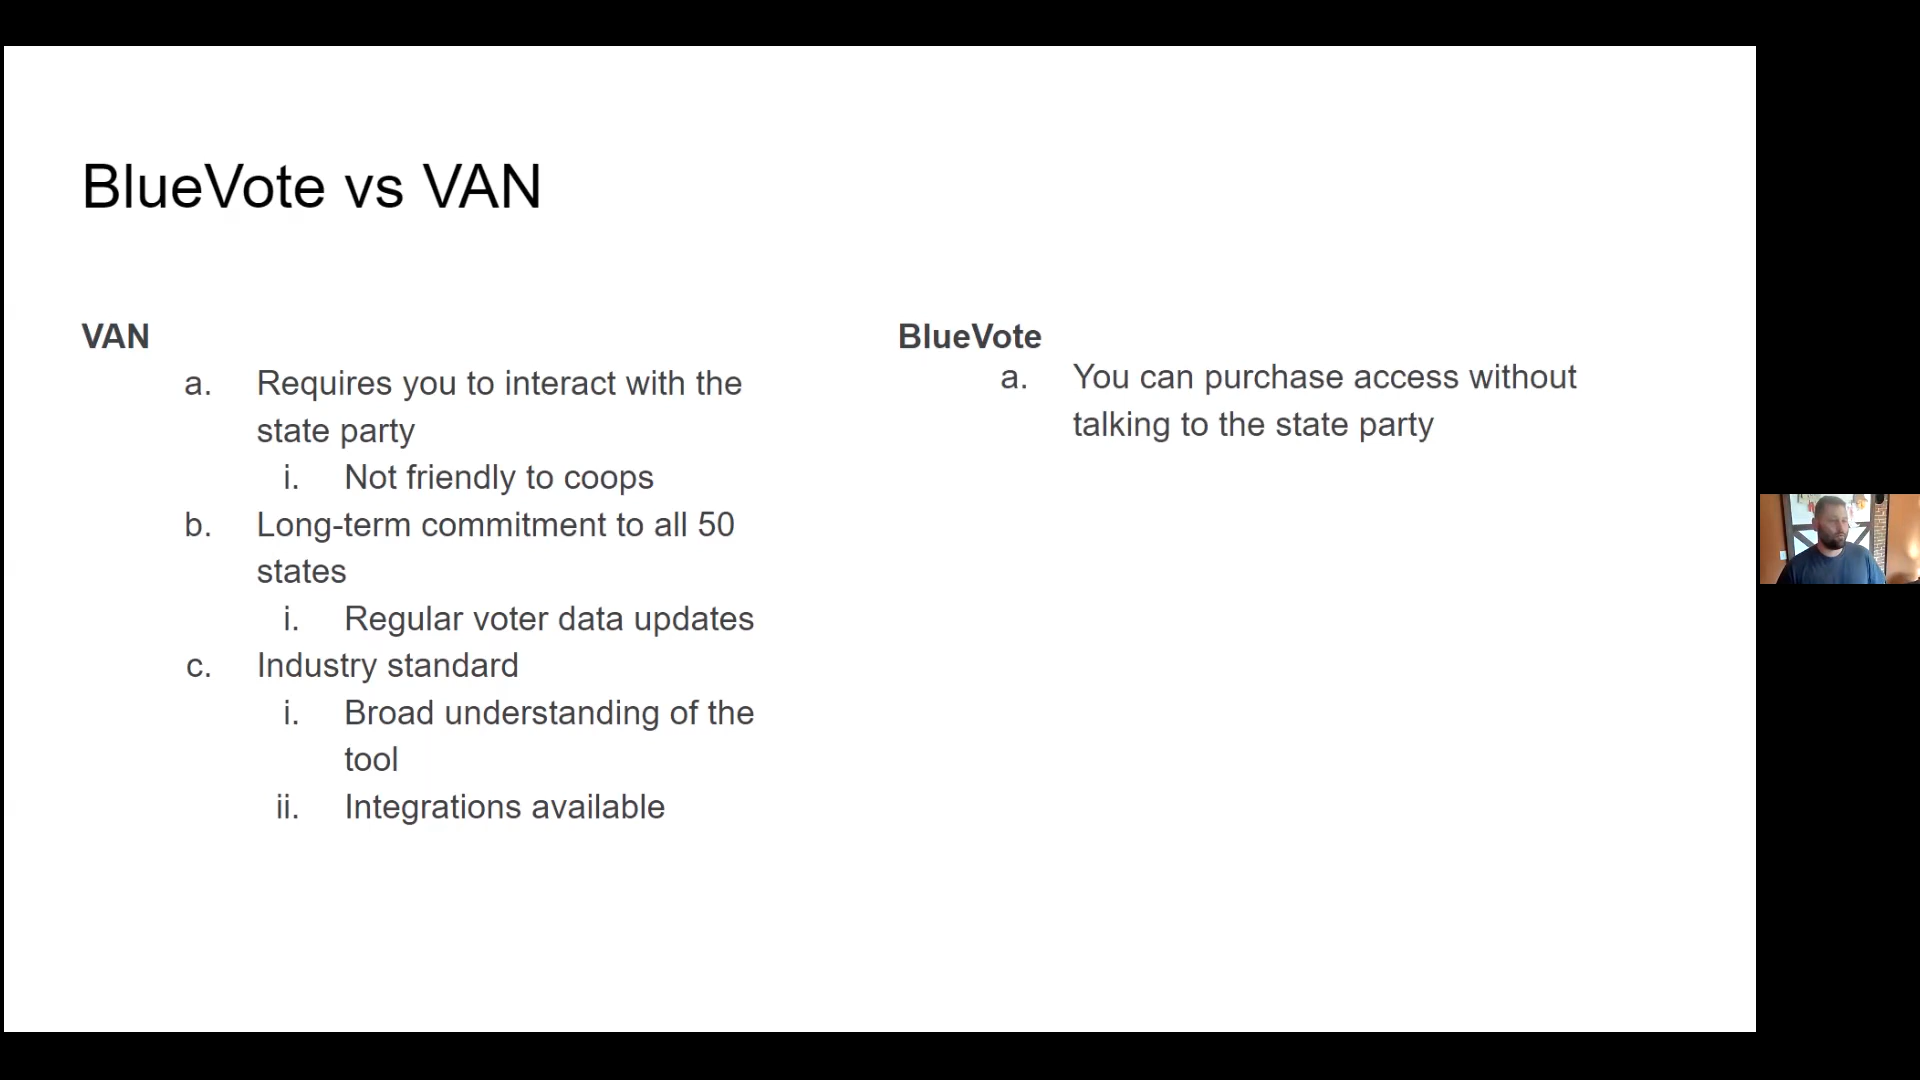 BlueVote vs VAN
VAN
a. Requires you to interact with the
state party
i. Not friendly to coops
b. Long-term commitment to all 50
states
i. Regular voter data updates
c. Industry standard
i. Broad understanding of the
tool
ii. Integrations available
BlueVote
a. You can purchase access without
talking to the state party